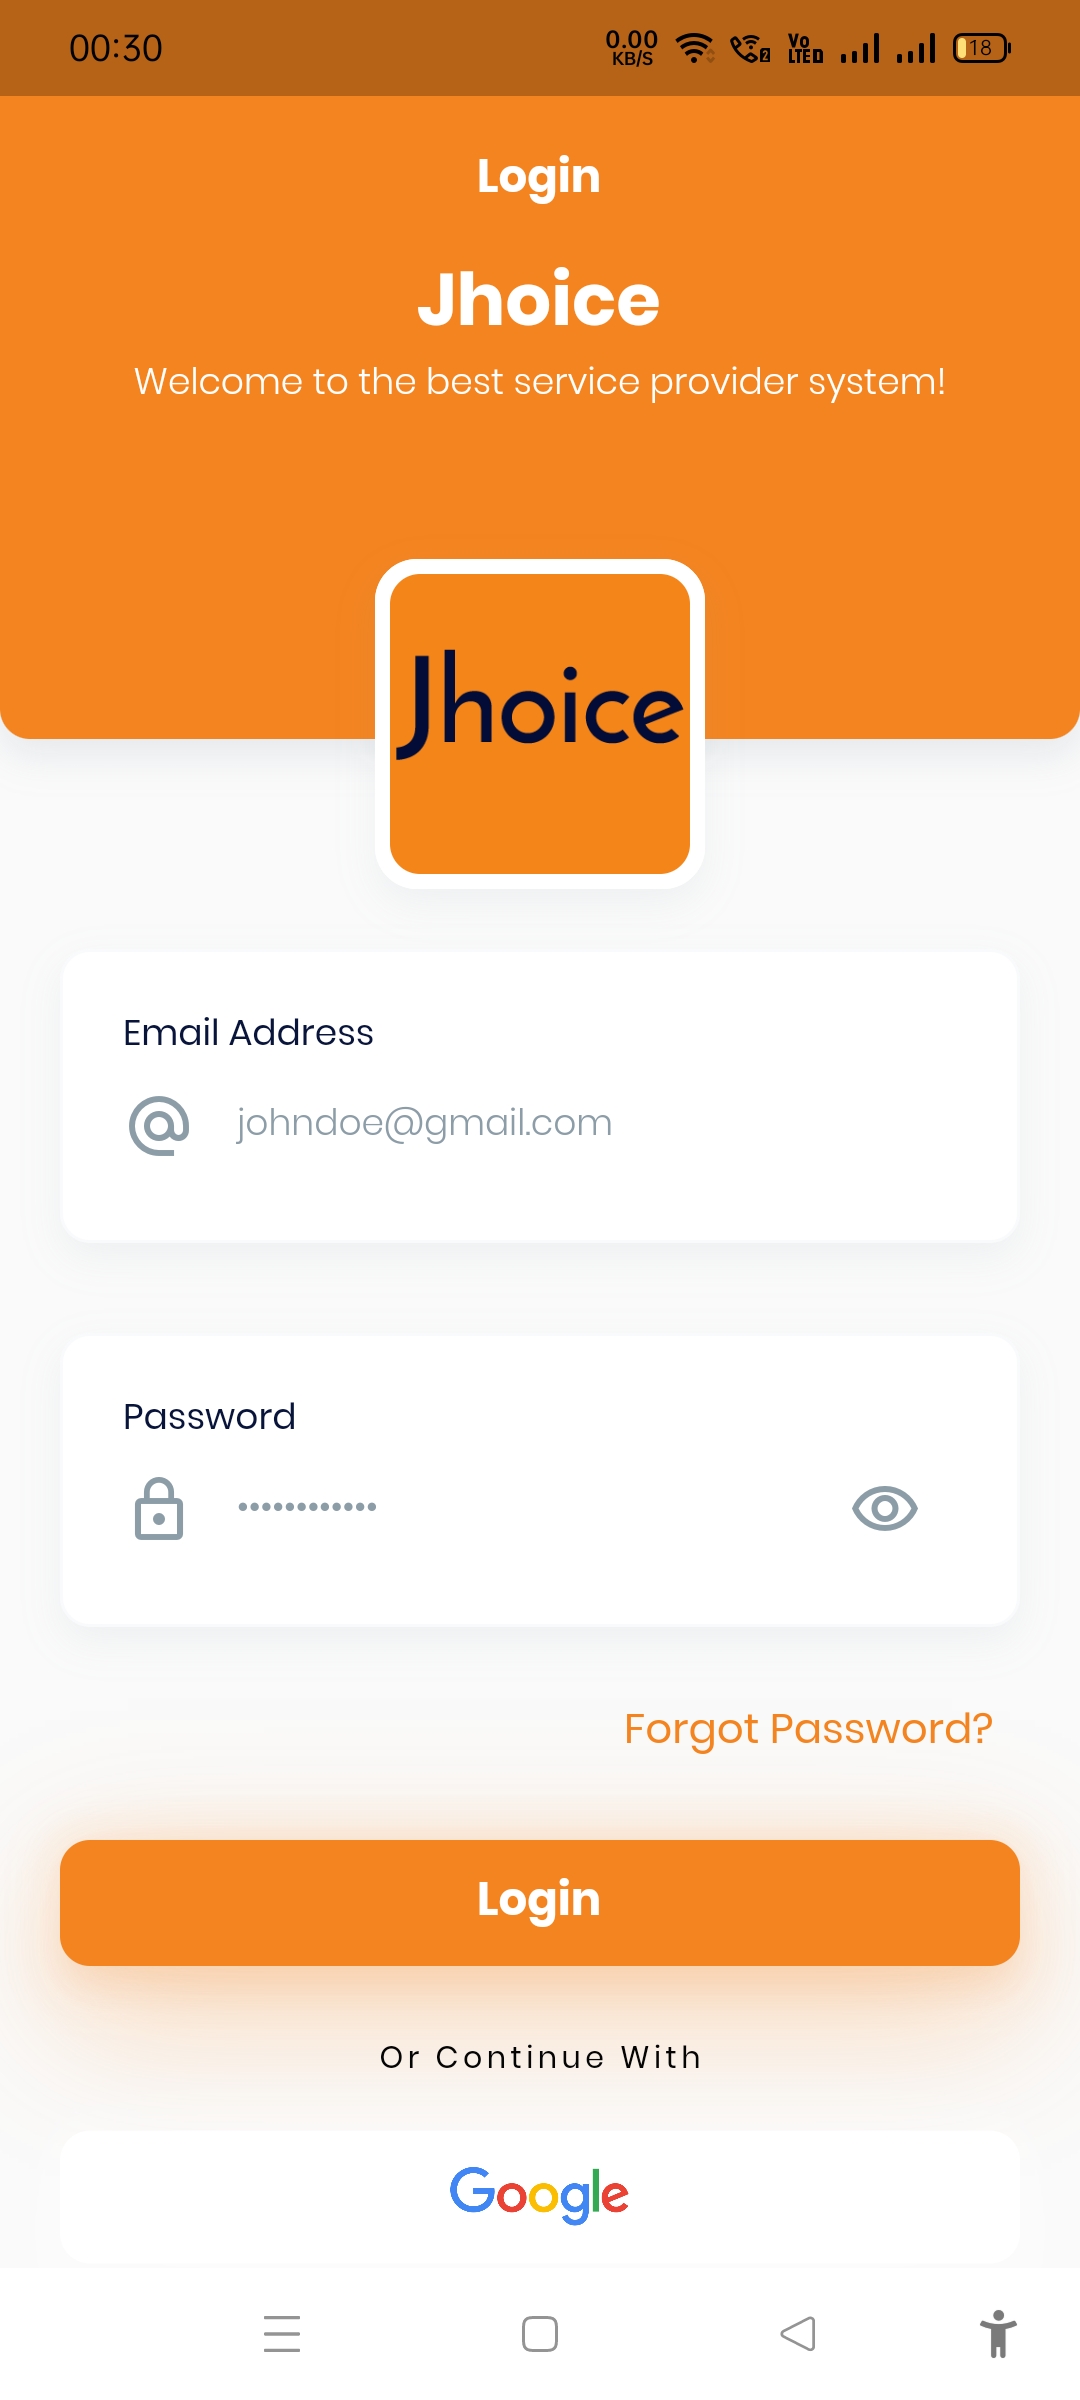 00:30
0.00
KB/S
2
Vo
LTE D
18
Login
Jhoice
Welcome to the best service provider system!
Jhoice
Email Address
johndoe@gmail.com
Password
••••••••••••
Forgot Password?
Login
Or Continue With
Google